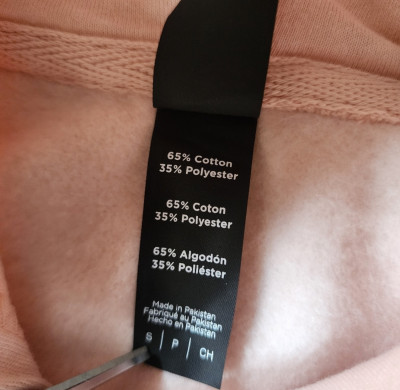 65% Cotton
35% Polyester
65% Coton
35% Polyester
65% Algodón
35% Poliéster
Made in Pakistan
Fabriqué au Pakistan
Hecho en Pakistan
S | P | CH